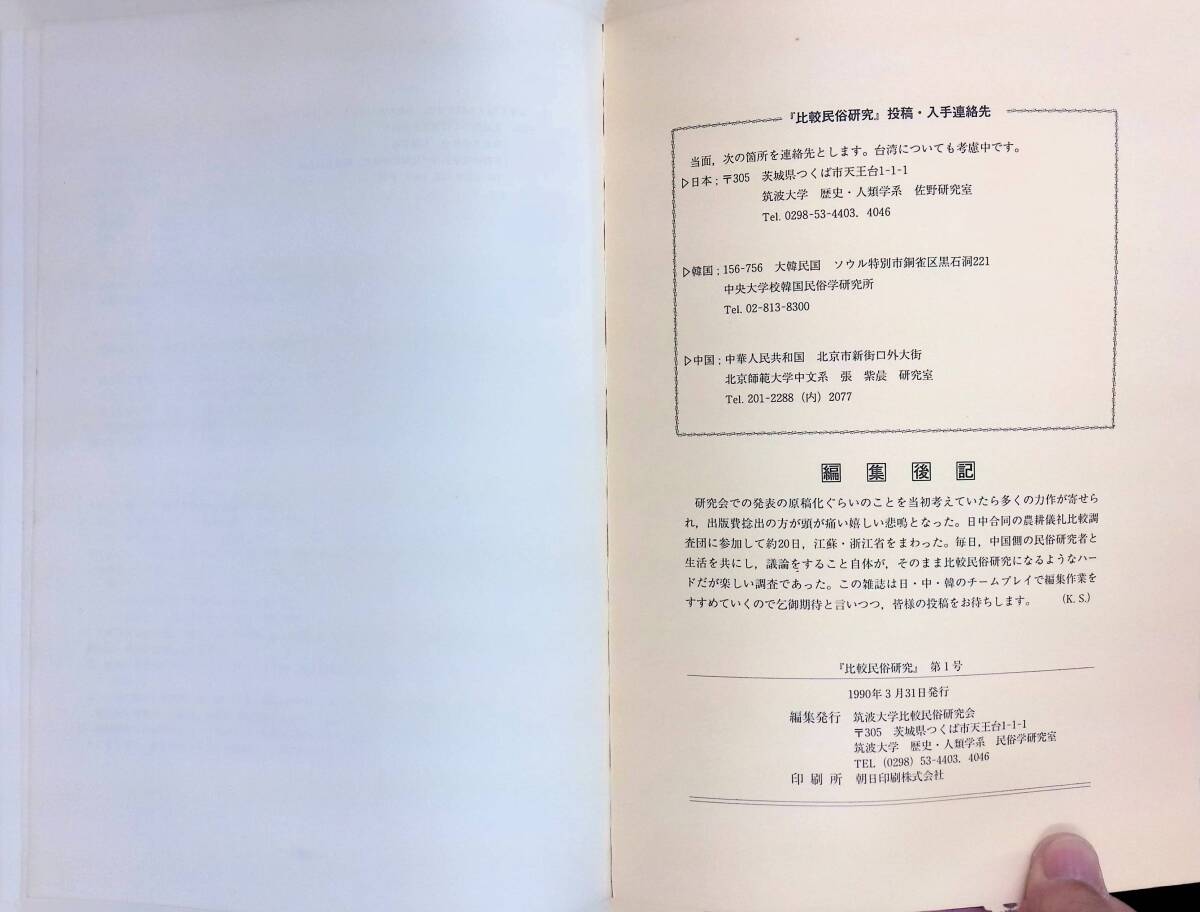 『比較民俗研究』投稿・入手連絡先
当面，次の箇所を連絡先とします。台湾についても考慮中です。
▷日本；〒305　茨城県つくば市天王台1-1-1
筑波大学　歴史・人類学系　佐野研究室
Tel. 0298-53-4403．4046
▷韓国；156-756　大韓民国　ソウル特別市銅雀区黒石洞221
中央大学校韓国民俗学研究所
Tel. 02-813-8300
▷中国；中華人民共和国　北京市新街口外大街
北京師範大学中文系　張　紫晨　研究室
Tel. 201-2288（内）2077
編集後記
研究会での発表の原稿化ぐらいのことを当初考えていたら多くの力作が寄せら
れ，出版費捻出の方が頭が痛い嬉しい悲鳴となった。日中合同の農耕儀礼比較調
査団に参加して約20日，江蘇・浙江省をまわった。毎日，中国側の民俗研究者と
生活を共にし，議論をすること自体が，そのまま比較民俗研究になるようなハー
ドだが楽しい調査であった。この雑誌は日・中・韓のチームプレイで編集作業を
すすめていくので乞御期待と言いつつ，皆様の投稿をお待ちします。　（K. S.）
『比較民俗研究』 第1号
1990年3月31日発行
編集発行　筑波大学比較民俗研究会
〒305　茨城県つくば市天王台1-1-1
筑波大学　歴史・人類学系　民俗学研究室
TEL (0298) 53-4403．4046
印刷所　朝日印刷株式会社